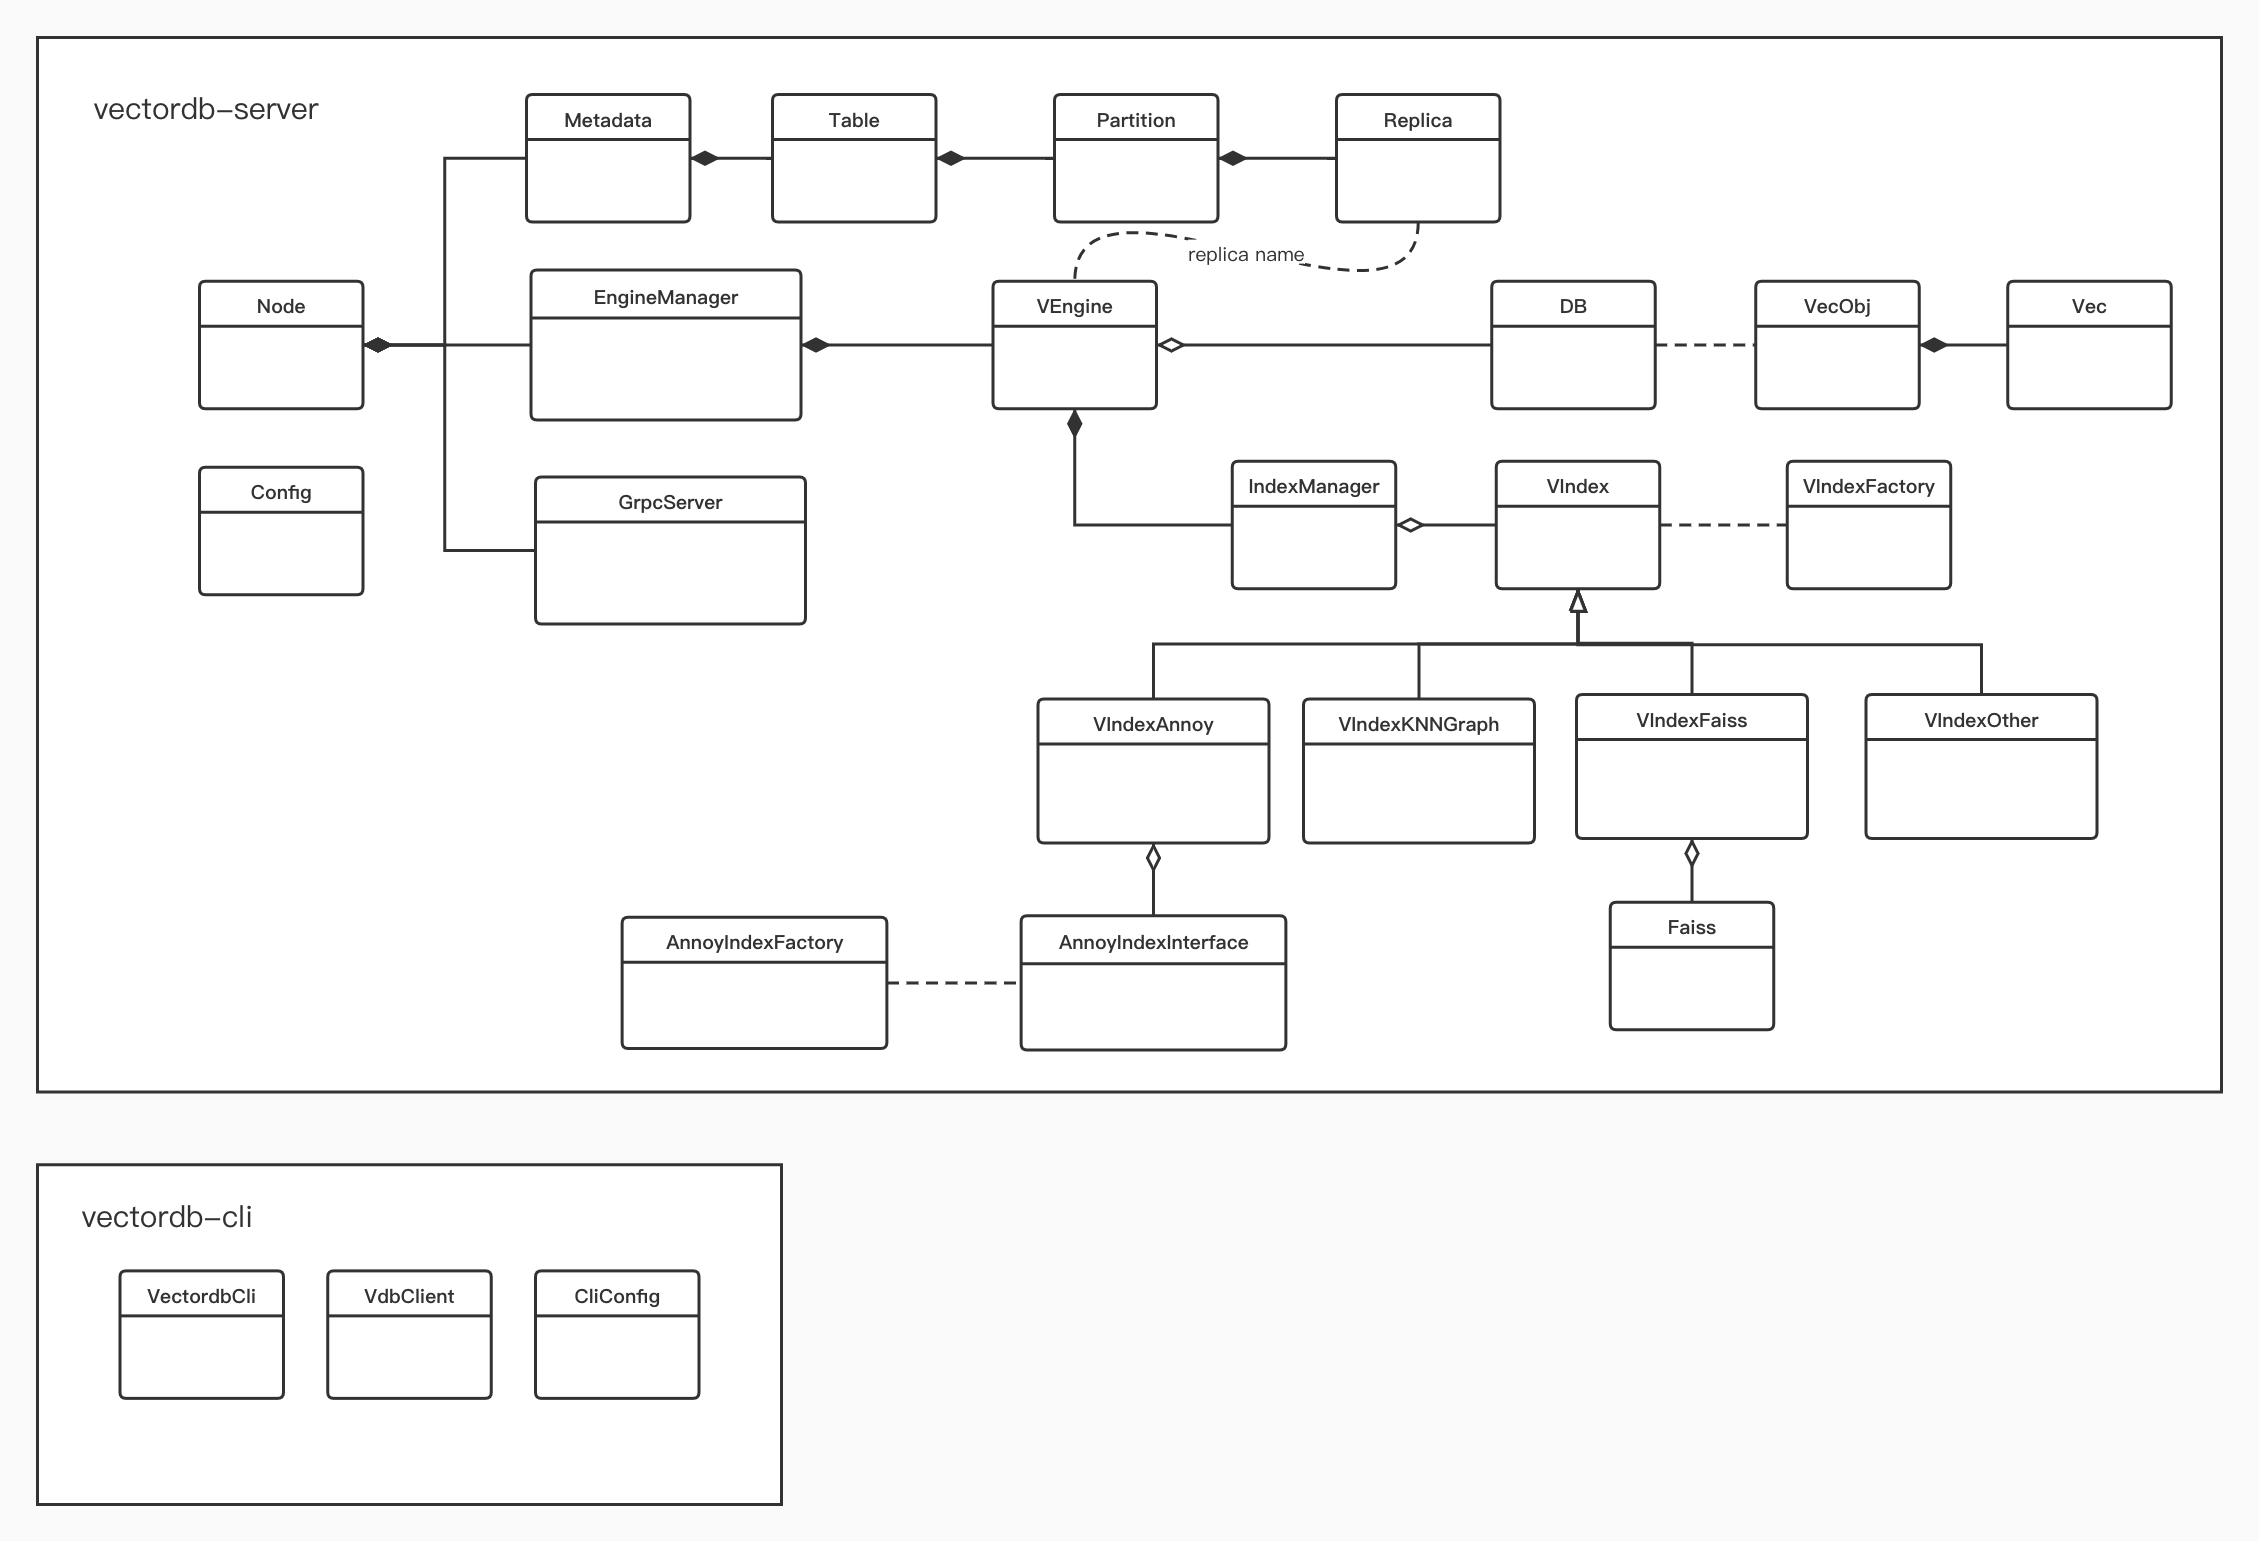 vectordb-server
Metadata
Table
Partition
Replica
replica name
Node
EngineManager
VEngine
DB
VecObj
Vec
Config
GrpcServer
IndexManager
VIndex
VIndexFactory
VIndexAnnoy
VIndexKNNGraph
VIndexFaiss
VIndexOther
AnnoyIndexFactory
AnnoyIndexInterface
Faiss
vectordb-cli
VectordbCli
VdbClient
CliConfig